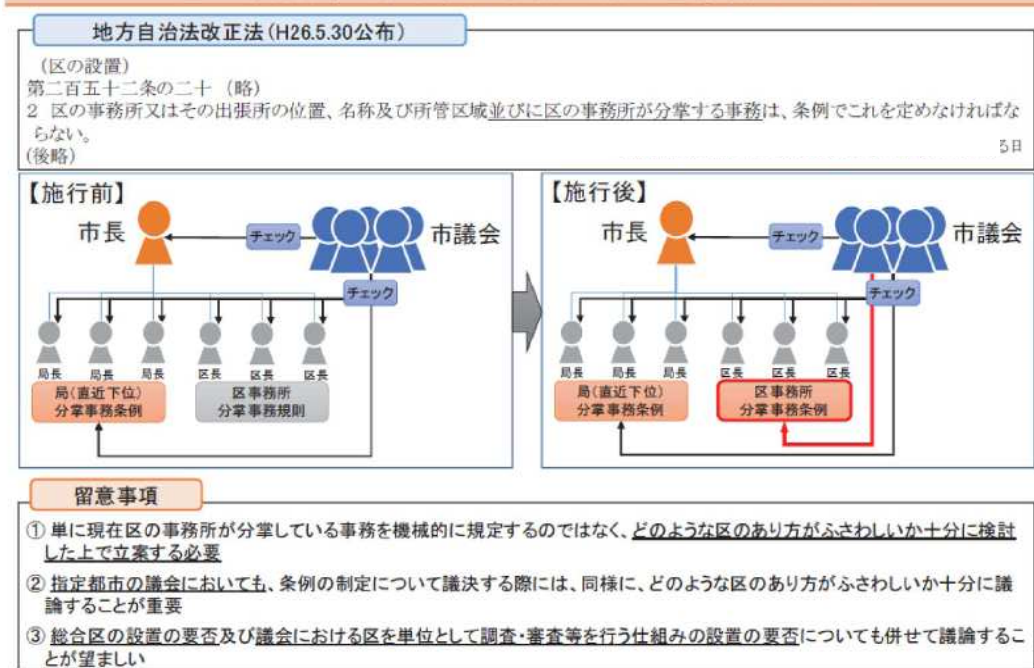 地方自治法改正法（H26.5.30公布）
（区の設置）
第二百五十二条の二十 （略）
2 区の事務所又はその出張所の位置、名称及び所管区域並びに区の事務所が分掌する事務は、条例でこれを定めなければな
らない。
(後略)
る日
【施行前】
市長
チェック
市議会
チェック
局長 局長 局長 区長 区長 区長
局(直近下位)
分掌事務条例
区事務所
分掌事務規則
【施行後】
市長
チェック
市議会
チェック
局長 局長 局長 区長 区長 区長
局(直近下位)
分掌事務条例
区事務所
分掌事務条例
留意事項
① 単に現在区の事務所が分掌している事務を機械的に規定するのではなく、どのような区のあり方がふさわしいか十分に検討
した上で立案する必要
② 指定都市の議会においても、条例の制定について議決する際には、同様に、どのような区のあり方がふさわしいか十分に議
論することが重要
③ 総合区の設置の要否及び議会における区を単位として調査・審査等を行う仕組みの設置の要否についても併せて議論するこ
とが望ましい